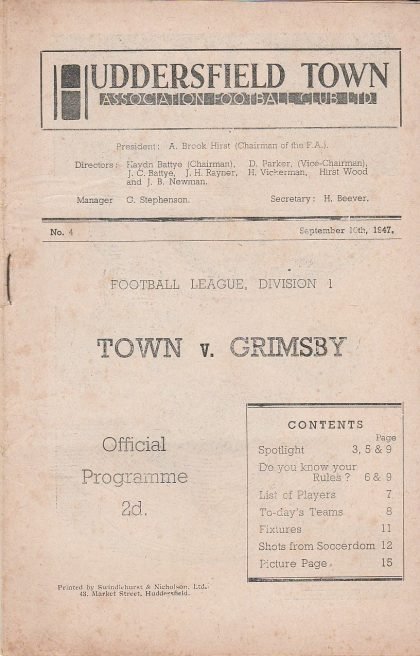 HUDDERSFIELD TOWN
ASSOCIATION FOOTBALL CLUB LTD.
President: A. Brook Hirst (Chairman of the F.A.).
Directors: Haydn Battye (Chairman), D. Parker, (Vice-Chairman),
J. C. Battye, J. H. Rayner, H. Vickerman, Hirst Wood
and J. B. Newman.
Manager C. Stephenson. Secretary: H. Beever.
No. 4 September 10th, 1947.
FOOTBALL LEAGUE, DIVISION 1
TOWN v. GRIMSBY
Official
Programme
2d.
CONTENTS
Page
Spotlight 3, 5 & 9
Do you know your
Rules? 6 & 9
List of Players 7
To-day's Teams 8
Fixtures 11
Shots from Soccerdom 12
Picture Page 15
Printed by Swindlehurst & Nicholson, Ltd.
43, Market Street, Huddersfield.